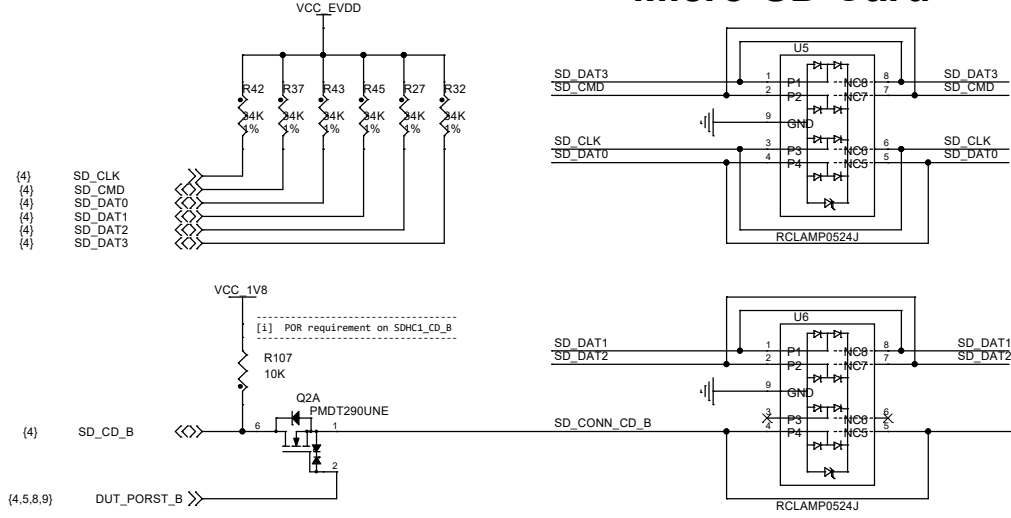 VCC_EVDD
R42 R37 R43 R45 R27 R32
34K 34K 34K 34K 34K 34K
1% 1% 1% 1% 1% 1%
{4} SD_CLK
{4} SD_CMD
{4} SD_DAT0
{4} SD_DAT1
{4} SD_DAT2
{4} SD_DAT3
U5
SD_DAT3 1 P1 NC8 8 SD_DAT3
SD_CMD 2 P2 NC7 7 SD_CMD
9 GND
SD_CLK 3 P3 NC6 6 SD_CLK
SD_DAT0 4 P4 NC5 5 SD_DAT0
RCLAMP0524J
VCC_1V8
[i] POR requirement on SDHC1_CD_B
R107
10K
Q2A
PMDT290UNE
{4} SD_CD_B 6 1
2
{4,5,8,9} DUT_PORST_B
U6
SD_DAT1 1 P1 NC8 8 SD_DAT1
SD_DAT2 2 P2 NC7 7 SD_DAT2
9 GND
3 P3 NC6 6
SD_CONN_CD_B 4 P4 NC5 5
RCLAMP0524J